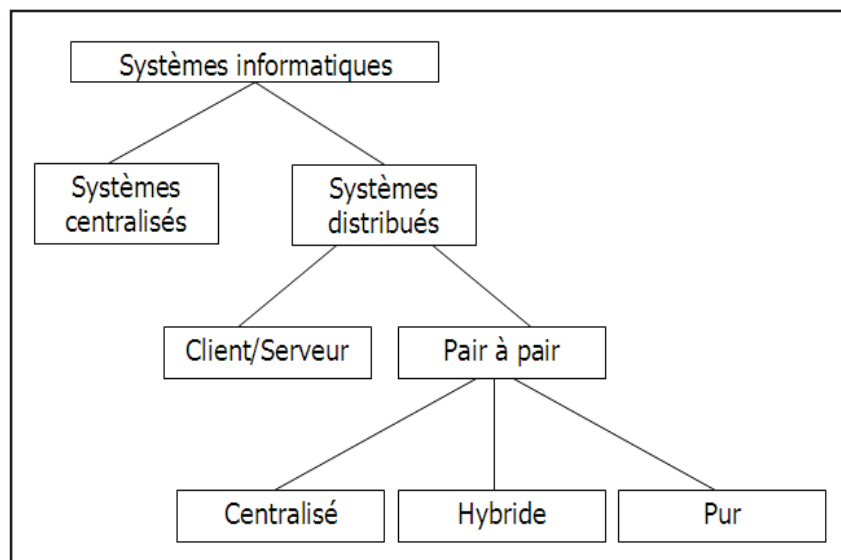 Systèmes informatiques
Systèmes
centralisés
Systèmes
distribués
Client/Serveur
Pair à pair
Centralisé
Hybride
Pur